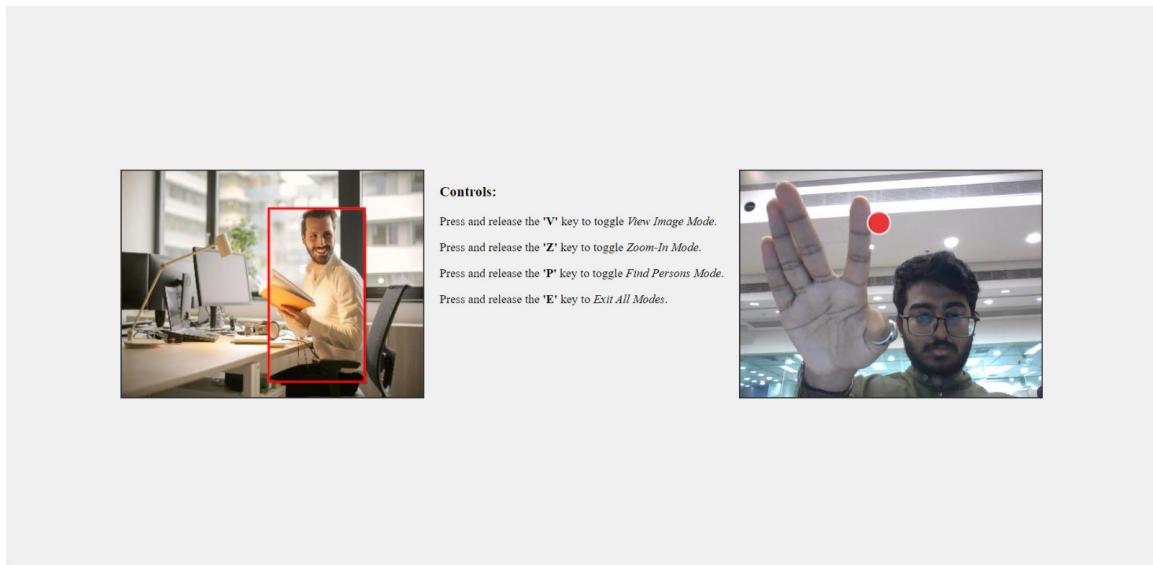 Controls:
Press and release the 'V' key to toggle View Image Mode.
Press and release the 'Z' key to toggle Zoom-In Mode.
Press and release the 'P' key to toggle Find Persons Mode.
Press and release the 'E' key to Exit All Modes.